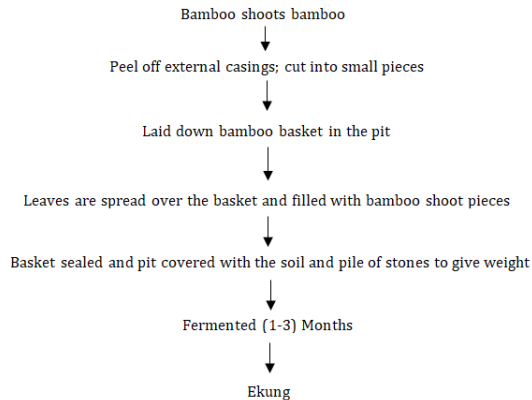 Bamboo shoots bamboo
Peel off external casings; cut into small pieces
Laid down bamboo basket in the pit
Leaves are spread over the basket and filled with bamboo shoot pieces
Basket sealed and pit covered with the soil and pile of stones to give weight
Fermented (1-3) Months
Ekung